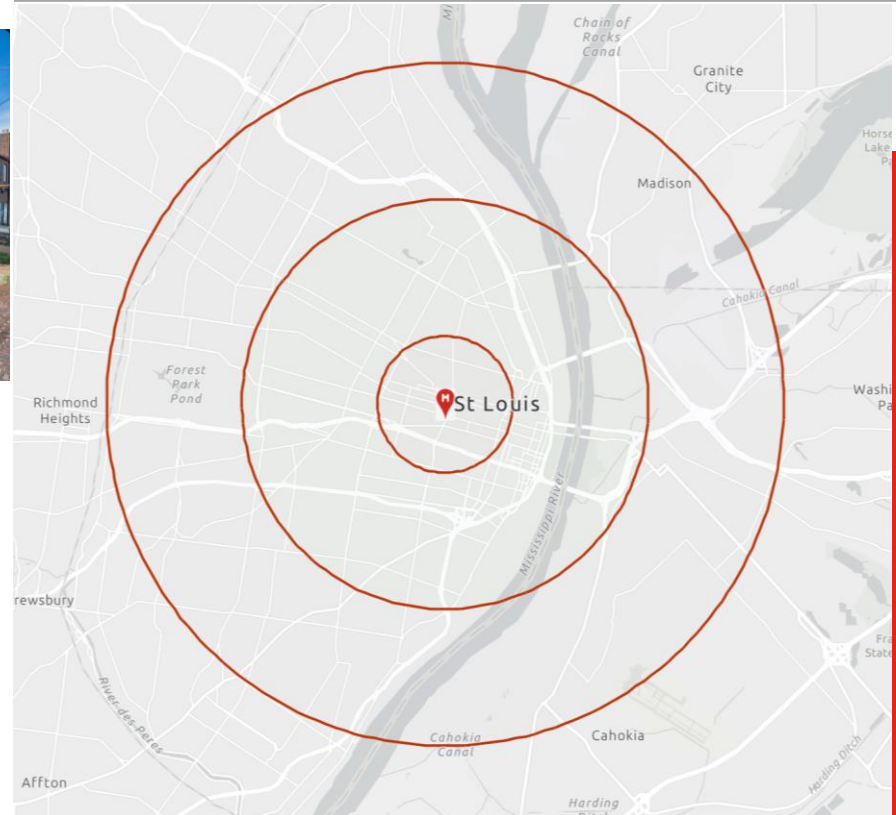 Chain of
Rocks
Canal
Granite
City
Horse
Lake
Madison
Cahokia Canal
Forest
Park
Pond
Richmond
Heights
M
St Louis
Washi
Pa
Mississippi River
rewsbury
River des Peres
Fra
State
Cahokia
Canal
Cahokia
Affton
Harding Ditch
Harding